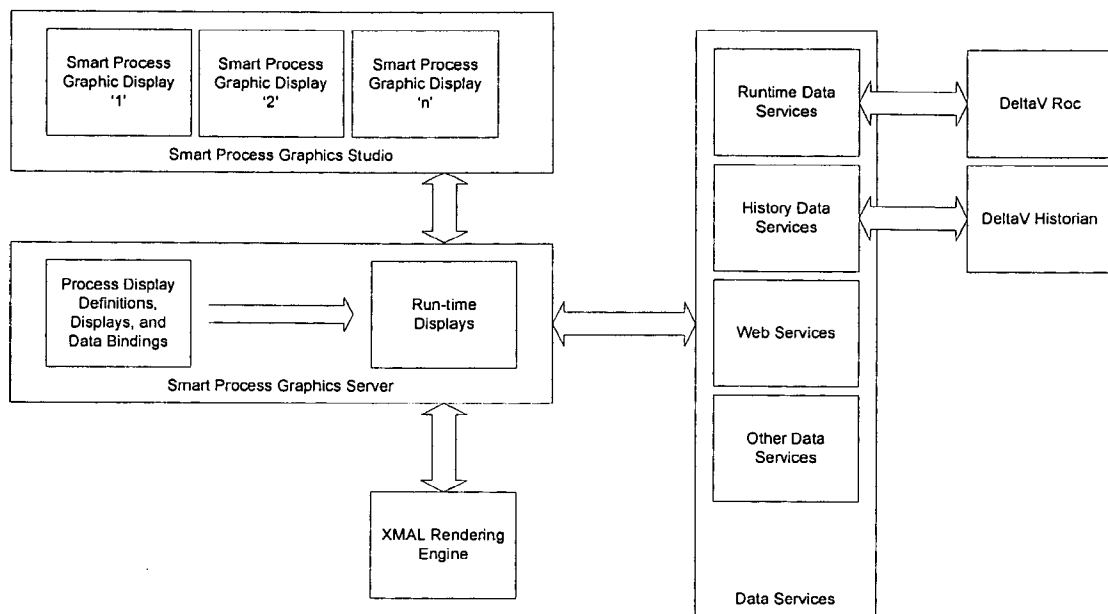 Smart Process
Graphic Display
'1'
Smart Process
Graphic Display
'2'
Smart Process
Graphic Display
'n'
Smart Process Graphics Studio
Process Display
Definitions,
Displays, and
Data Bindings
Run-time
Displays
Smart Process Graphics Server
XMAL Rendering
Engine
Runtime Data
Services
History Data
Services
Web Services
Other Data
Services
Data Services
DeltaV Roc
DeltaV Historian